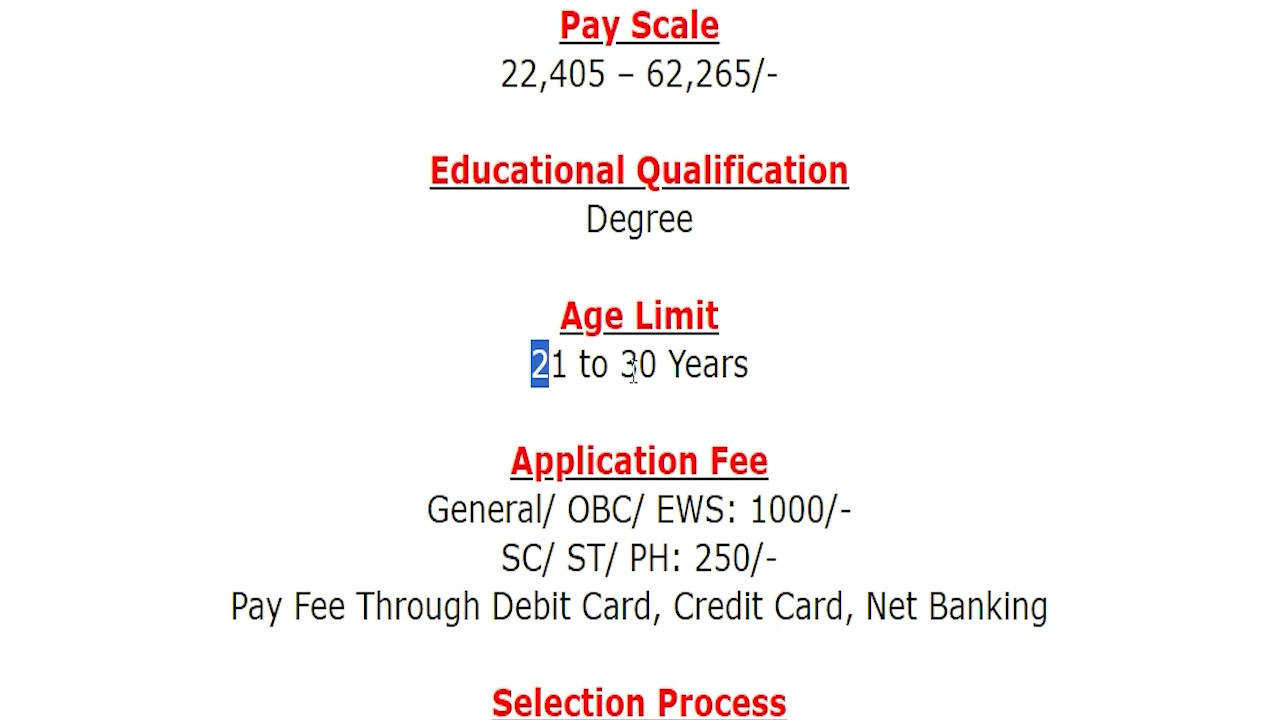 Pay Scale
22,405 – 62,265/-
Educational Qualification
Degree
Age Limit
21 to 30 Years
Application Fee
General/ OBC/ EWS: 1000/-
SC/ ST/ PH: 250/-
Pay Fee Through Debit Card, Credit Card, Net Banking
Selection Process